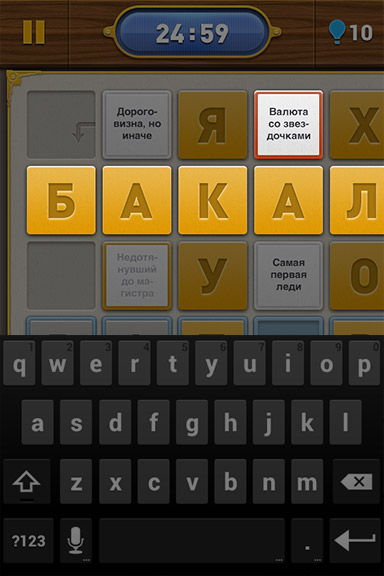 24:59
10
Дорого-
визна, но
иначе
Я
Валюта
со звез-
дочками
Х
Б А К А Л
Недотя-
нувший
до ма-
гистра
У
Самая
первая
леди
О
1 2 3 4 5 6 7 8 9 0
q w e r t y u i o p
a s d f g h j k l
z x c v b n m
?123 ... ... . ...